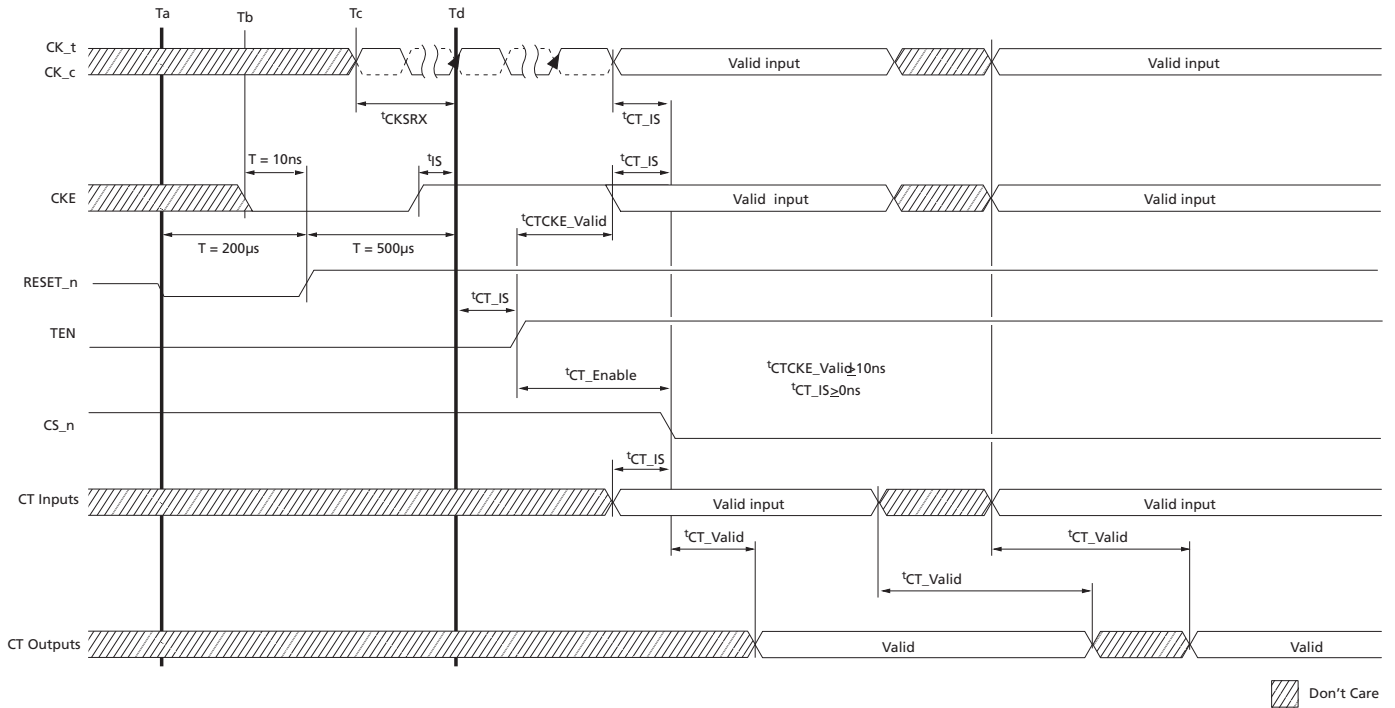 Ta Tb Tc Td
CK_t
CK_c
Valid input
Valid input
tCKSRX
tCT_IS
T = 10ns
tIS
tCT_IS
CKE
Valid input
Valid input
tCTCKE_Valid
T = 200µs
T = 500µs
RESET_n
tCT_IS
TEN
tCT_Enable
tCTCKE_Valid≥10ns
tCT_IS≥0ns
CS_n
tCT_IS
CT Inputs
Valid input
Valid input
tCT_Valid
tCT_Valid
tCT_Valid
CT Outputs
Valid
Valid
Don't Care